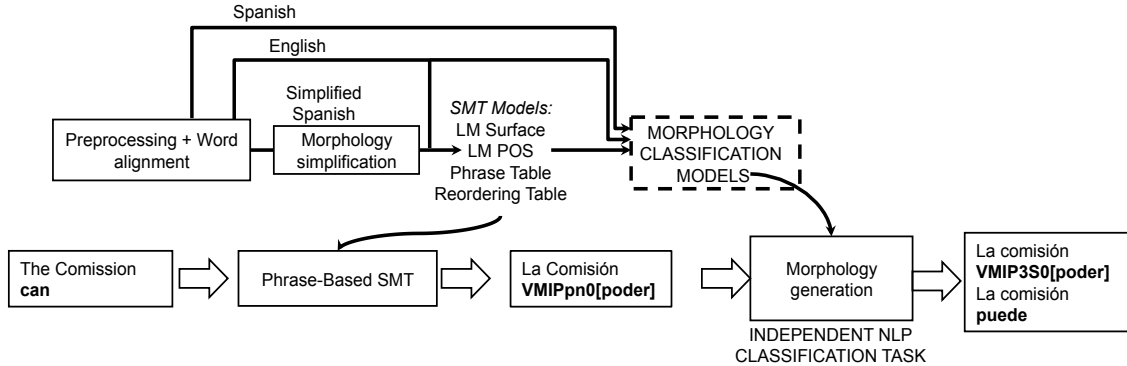 Spanish
English
Simplified
Spanish
Preprocessing + Word
alignment
Morphology
simplification
SMT Models:
LM Surface
LM POS
Phrase Table
Reordering Table
MORPHOLOGY
CLASSIFICATION
MODELS
The Comission
can
Phrase-Based SMT
La Comisión
VMIPpn0[poder]
Morphology
generation
INDEPENDENT NLP
CLASSIFICATION TASK
La comisión
VMIP3S0[poder]
La comisión
puede